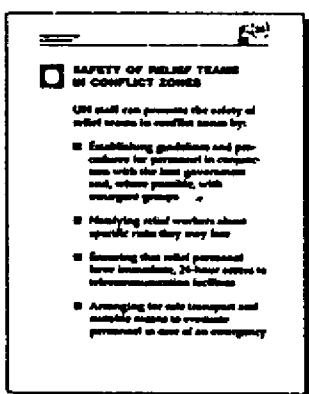 SAFETY OF RELIEF TEAMS
IN CONFLICT ZONES
UN staff can promote the safety of
relief teams in conflict zones by:
Establishing guidelines and pro-
cedures for personnel in conjunc-
tion with the host government
and, where possible, with
insurgent groups
Notifying relief workers about
specific risks they may face
Ensuring that relief personnel
have immediate, 24-hour access to
telecommunication facilities
Arranging for safe transport and
suitable means to evacuate
personnel in case of an emergency